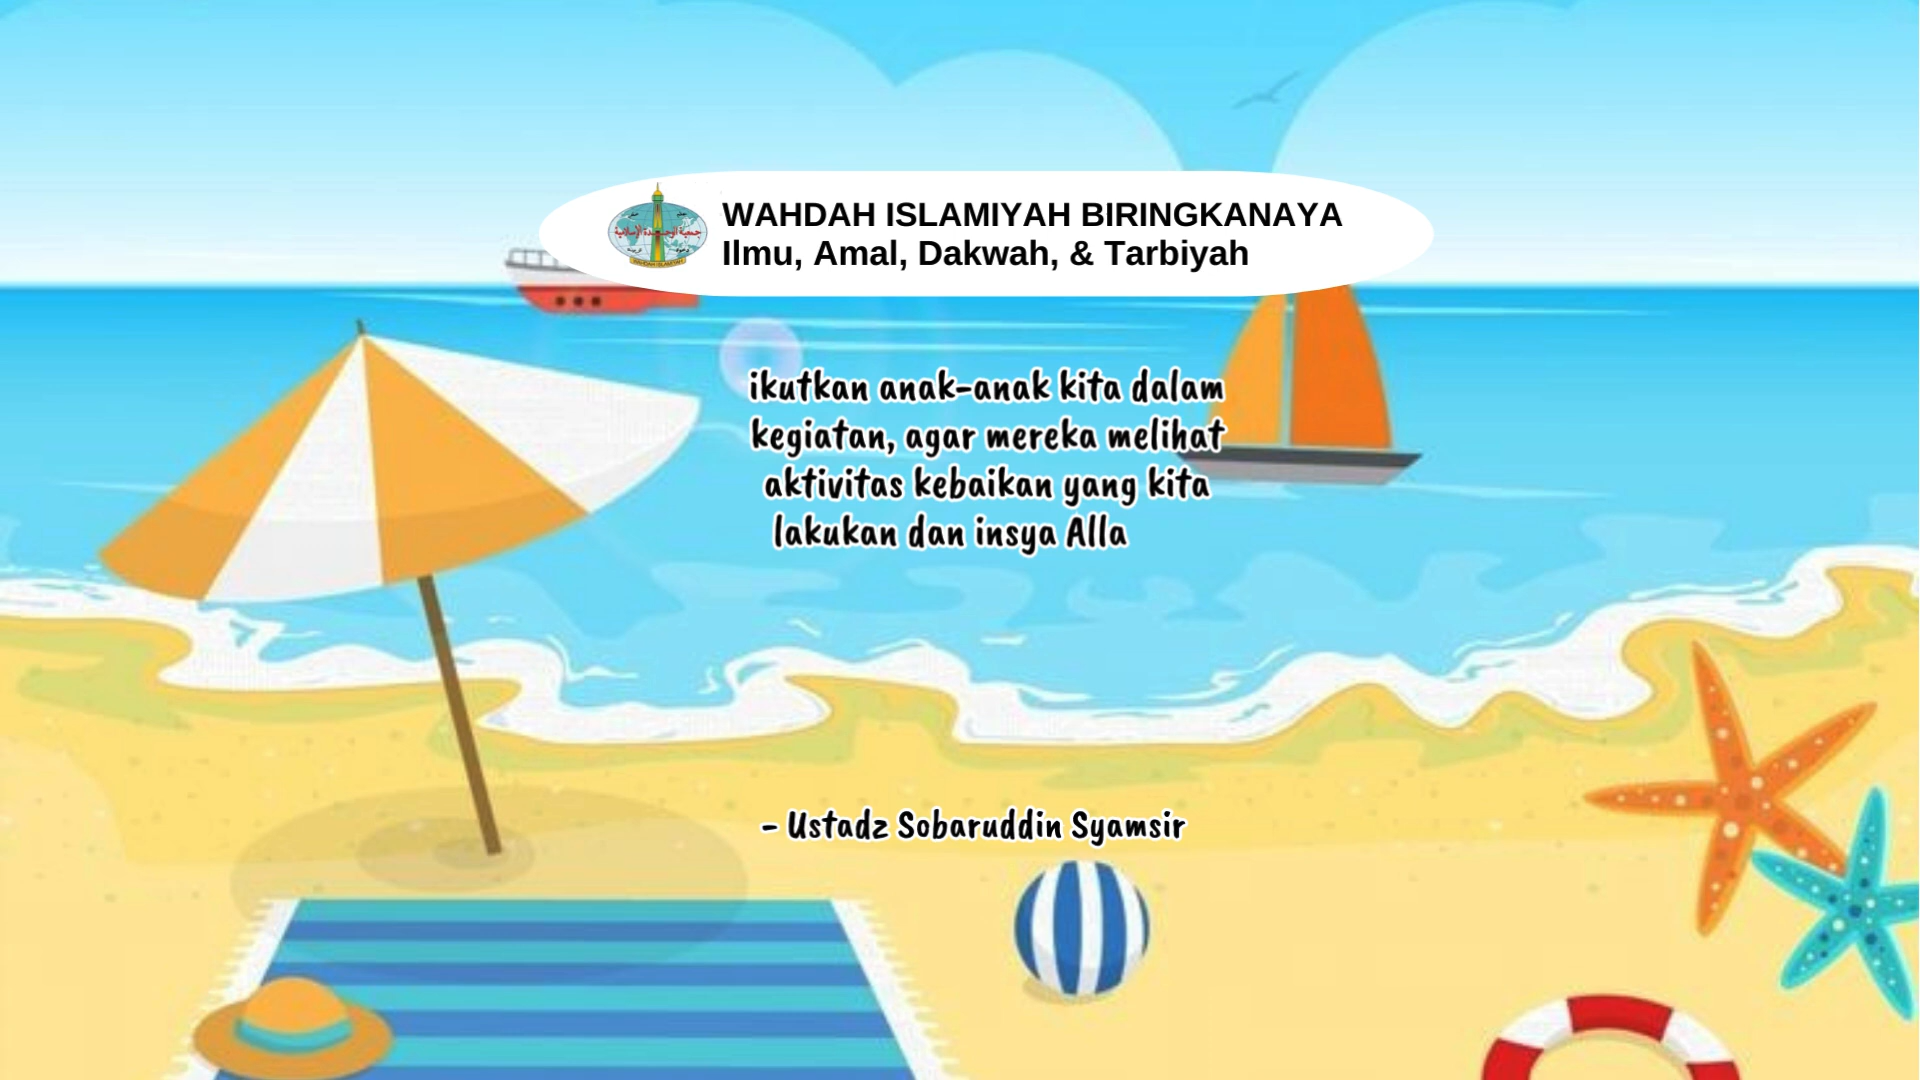 WAHDAH ISLAMIYAH BIRINGKANAYA
Ilmu, Amal, Dakwah, & Tarbiyah
ikutkan anak-anak kita dalam
kegiatan, agar mereka melihat
aktivitas kebaikan yang kita
lakukan dan insya Alla
- Ustadz Sobaruddin Syamsir